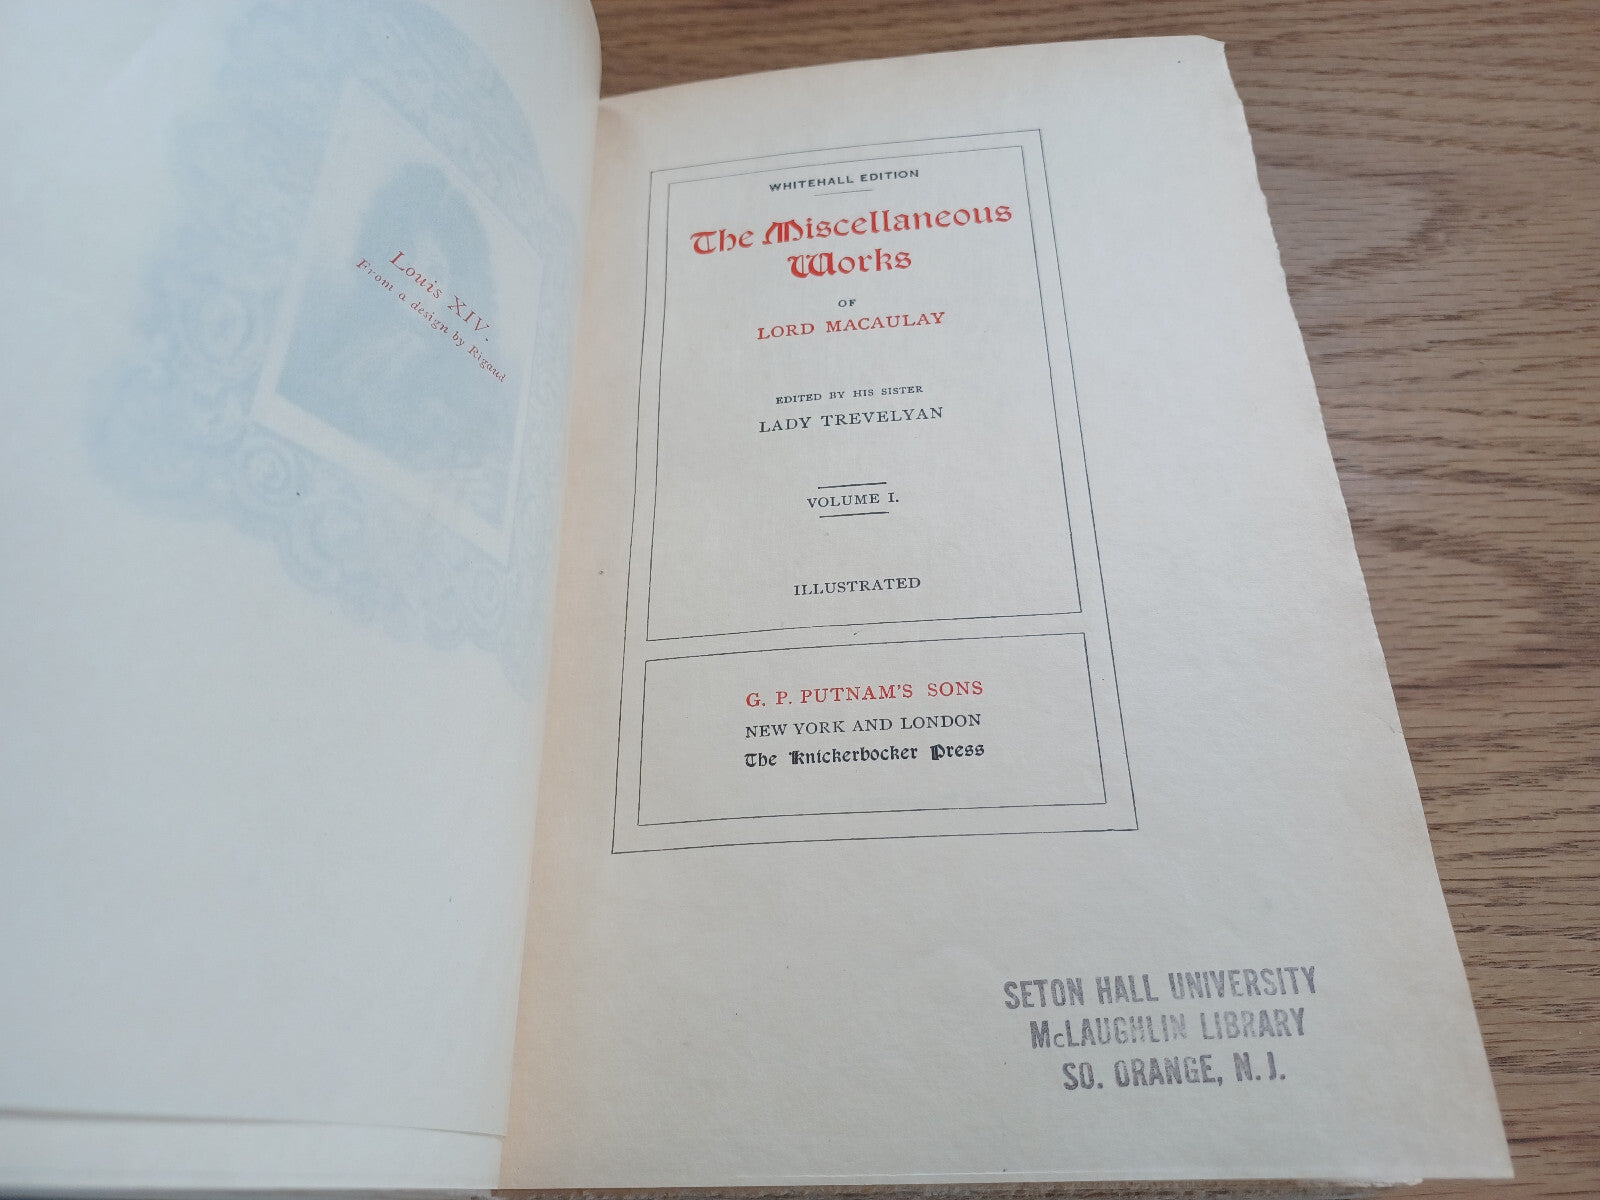 Louis XIV.
From a design by Rigaud
WHITEHALL EDITION
The Miscellaneous
Works
OF
LORD MACAULAY
EDITED BY HIS SISTER
LADY TREVELYAN
VOLUME I.
ILLUSTRATED
G. P. PUTNAM'S SONS
NEW YORK AND LONDON
The Knickerbocker Press
SETON HALL UNIVERSITY
McLAUGHLIN LIBRARY
SO. ORANGE, N. J.